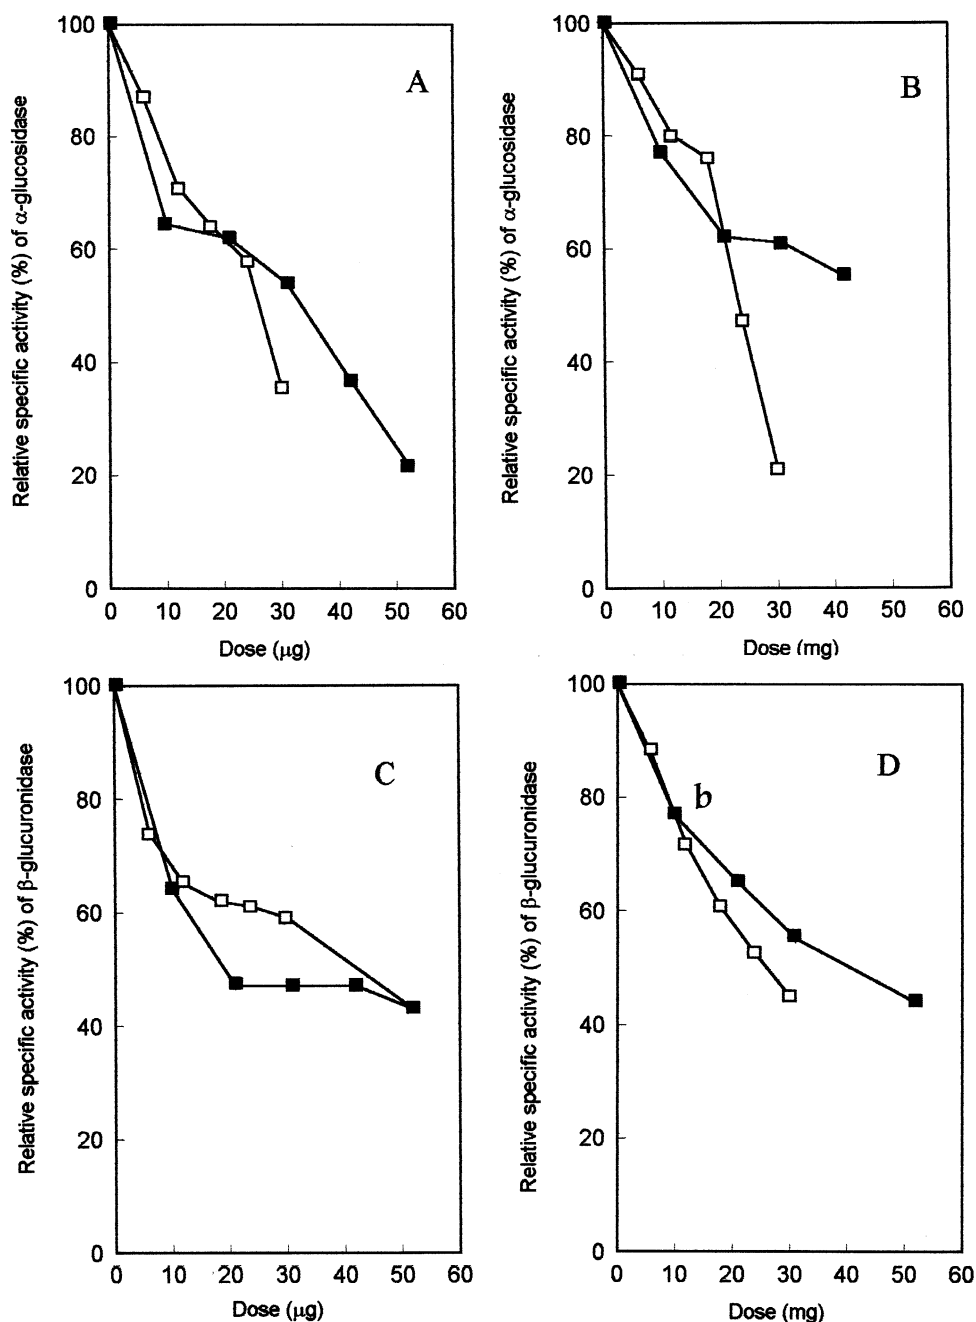 A
Relative specific activity (%) of α-glucosidase
100
80
60
40
20
0
0 10 20 30 40 50 60
Dose (μg)
B
Relative specific activity (%) of α-glucosidase
100
80
60
40
20
0
0 10 20 30 40 50 60
Dose (mg)
C
Relative specific activity (%) of β-glucuronidase
100
80
60
40
20
0
0 10 20 30 40 50 60
Dose (μg)
D
b
Relative specific activity (%) of β-glucuronidase
100
80
60
40
20
0
0 10 20 30 40 50 60
Dose (mg)